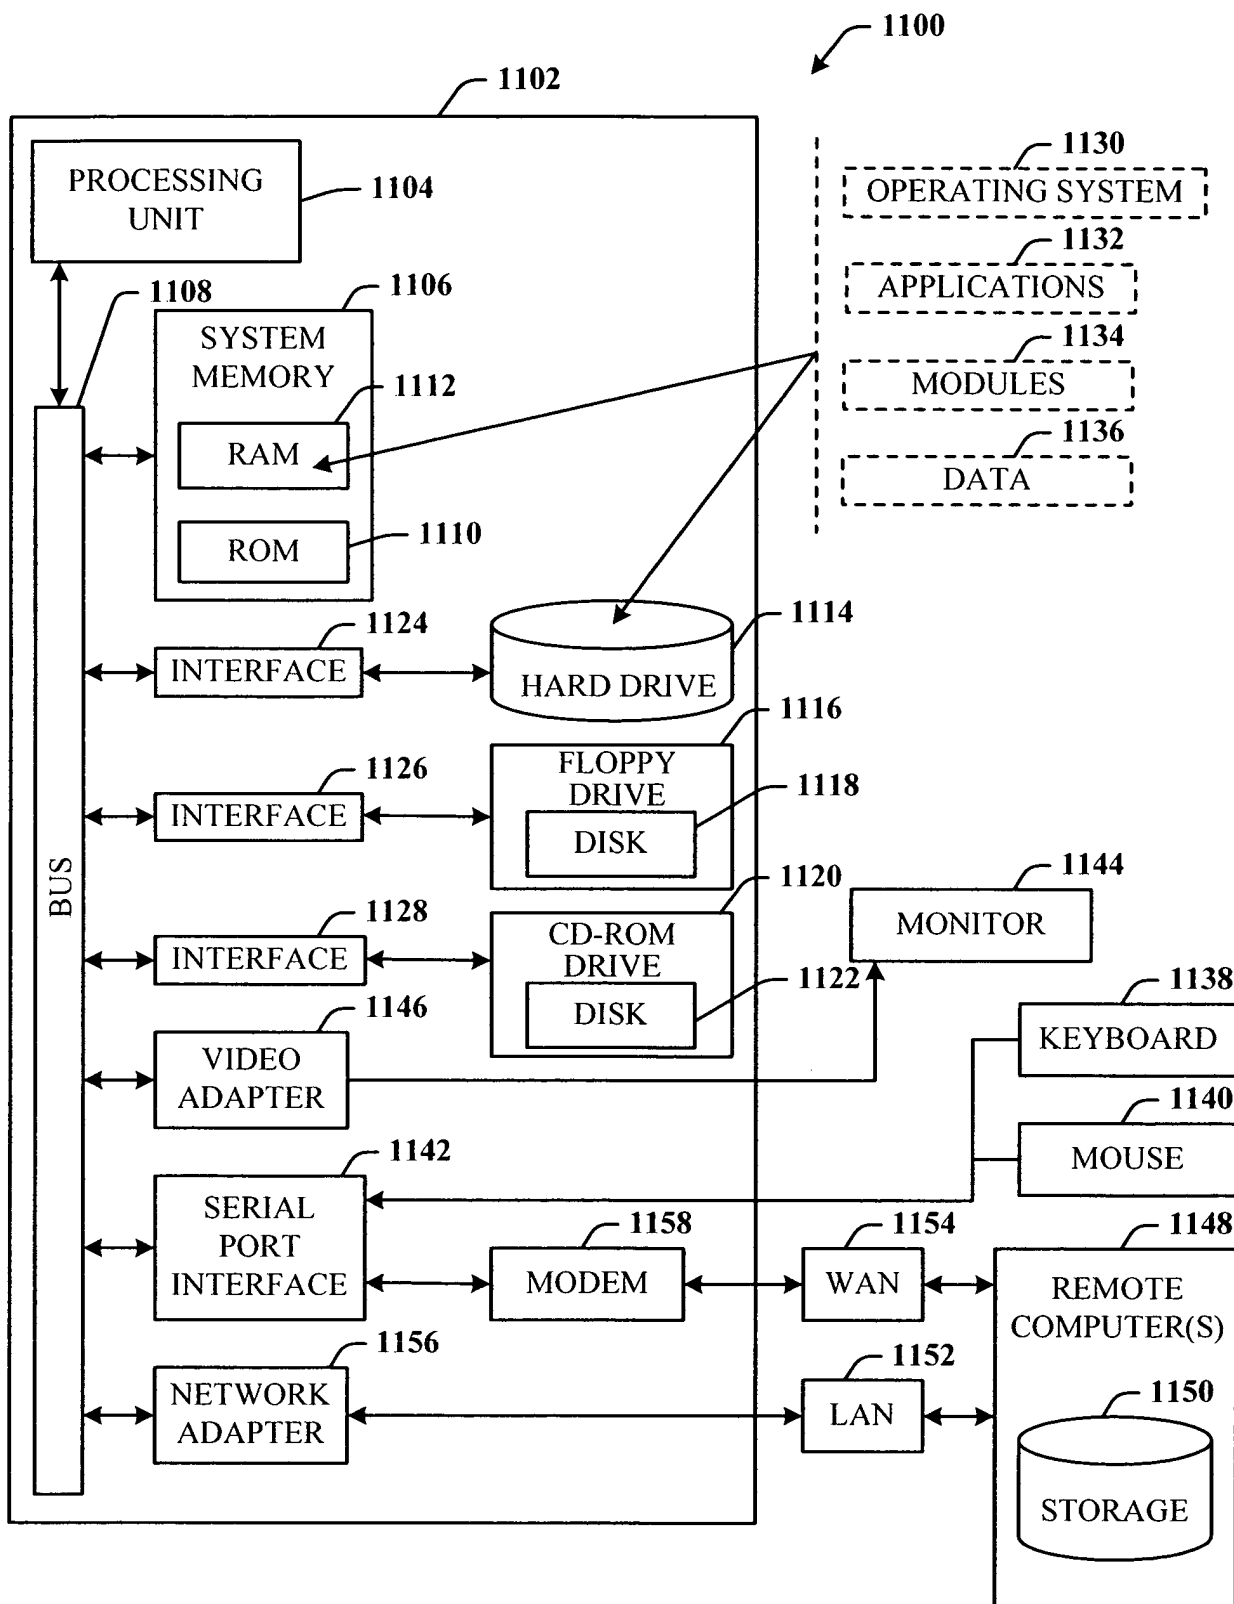 1100
1102
PROCESSING
UNIT
1104
1130
OPERATING SYSTEM
1132
APPLICATIONS
1134
MODULES
1136
DATA
1108
1106
SYSTEM
MEMORY
1112
RAM
1110
ROM
1124
INTERFACE
1114
HARD DRIVE
1116
FLOPPY
DRIVE
1118
DISK
1126
INTERFACE
BUS
1120
CD-ROM
DRIVE
1122
DISK
1128
INTERFACE
1144
MONITOR
1138
KEYBOARD
1146
VIDEO
ADAPTER
1140
MOUSE
1142
SERIAL
PORT
INTERFACE
1158
MODEM
1154
WAN
1148
REMOTE
COMPUTER(S)
1156
NETWORK
ADAPTER
1152
LAN
1150
STORAGE